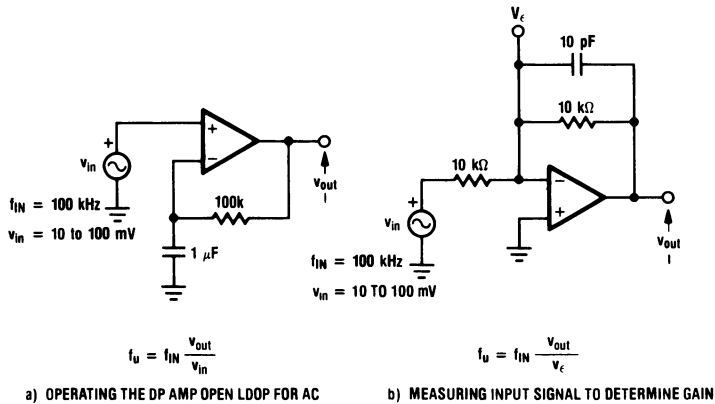 +
v_in
f_IN = 100 kHz
v_in = 10 to 100 mV
+
−
100k
1 μF
v_out
f_u = f_IN v_out / v_in
a) OPERATING THE DP AMP OPEN LDOP FOR AC
V_ϵ
10 pF
10 kΩ
10 kΩ
+
v_in
−
+
f_IN = 100 kHz
v_in = 10 TO 100 mV
v_out
f_u = f_IN v_out / v_ϵ
b) MEASURING INPUT SIGNAL TO DETERMINE GAIN